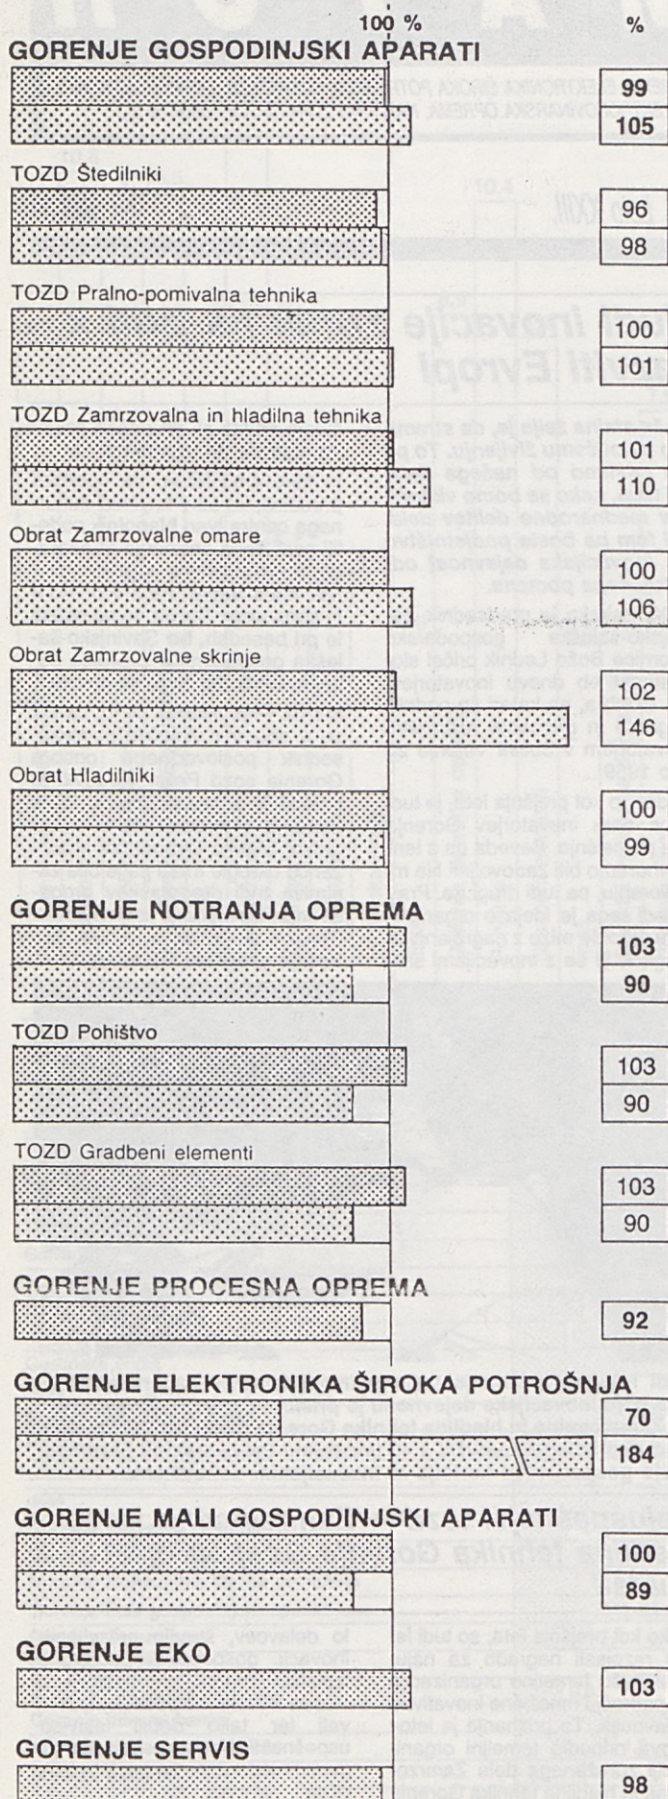 100 % %
GORENJE GOSPODINJSKI APARATI
99
105
TOZD Štedilniki
96
98
TOZD Pralno-pomivalna tehnika
100
101
TOZD Zamrzovalna in hladilna tehnika
101
110
Obrat Zamrzovalne omare
100
106
Obrat Zamrzovalne skrinje
102
146
Obrat Hladilniki
100
99
GORENJE NOTRANJA OPREMA
103
90
TOZD Pohištvo
103
90
TOZD Gradbeni elementi
103
90
GORENJE PROCESNA OPREMA
92
GORENJE ELEKTRONIKA ŠIROKA POTROŠNJA
70
184
GORENJE MALI GOSPODINJSKI APARATI
100
89
GORENJE EKO
103
GORENJE SERVIS
98